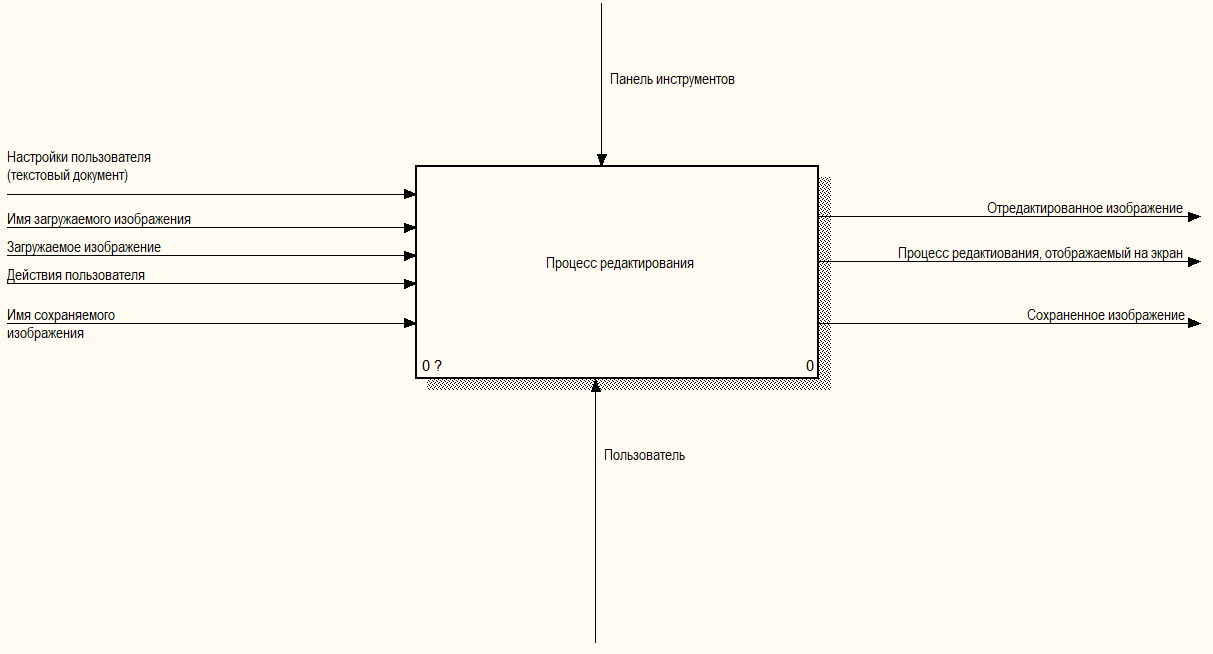 Панель инструментов
Настройки пользователя
(текстовый документ)
Имя загружаемого изображения
Загружаемое изображение
Действия пользователя
Имя сохраняемого
изображения
Процесс редактирования
0 ?
0
Отредактированное изображение
Процесс редактиования, отображаемый на экран
Сохраненное изображение
Пользователь